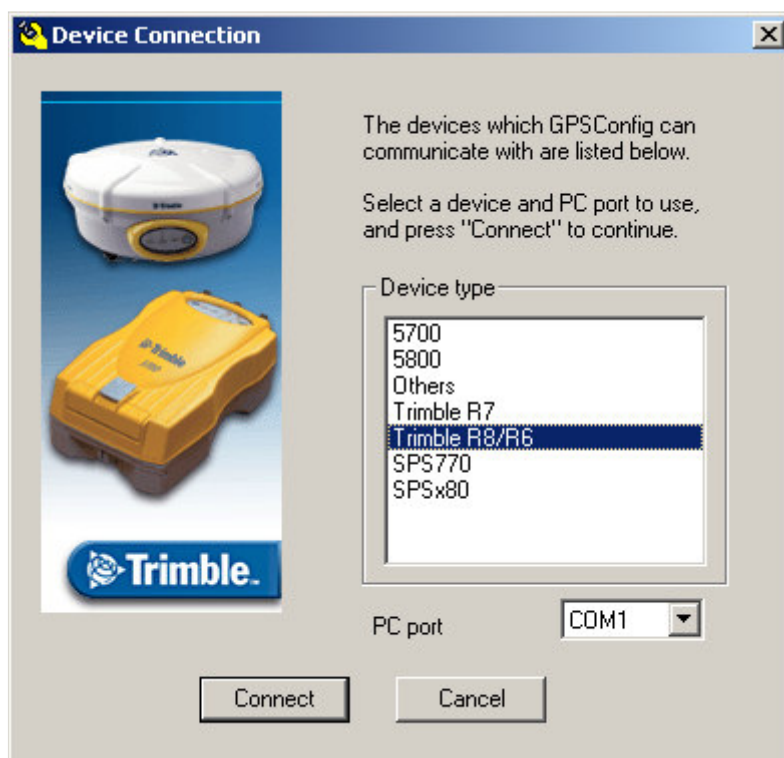 Device Connection
The devices which GPSConfig can
communicate with are listed below.
Select a device and PC port to use,
and press "Connect" to continue.
Device type
5700
5800
Others
Trimble R7
Trimble R8/R6
SPS770
SPSx80
Trimble
Trimble
5700
Trimble.
PC port
COM1
Connect
Cancel